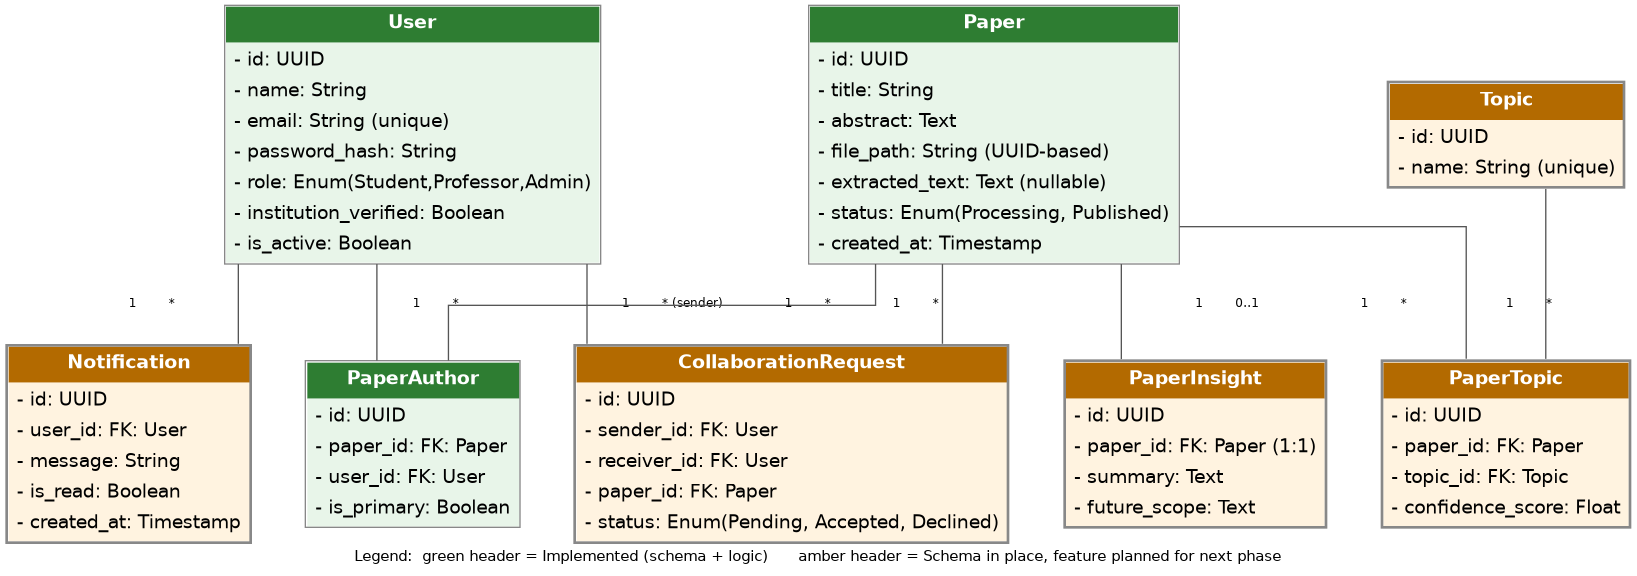 User
- id: UUID
- name: String
- email: String (unique)
- password_hash: String
- role: Enum(Student,Professor,Admin)
- institution_verified: Boolean
- is_active: Boolean
Paper
- id: UUID
- title: String
- abstract: Text
- file_path: String (UUID-based)
- extracted_text: Text (nullable)
- status: Enum(Processing, Published)
- created_at: Timestamp
Topic
- id: UUID
- name: String (unique)
1 *
1 *
1 * (sender)
1 *
1 *
1 0..1
1 *
1 *
Notification
- id: UUID
- user_id: FK: User
- message: String
- is_read: Boolean
- created_at: Timestamp
PaperAuthor
- id: UUID
- paper_id: FK: Paper
- user_id: FK: User
- is_primary: Boolean
CollaborationRequest
- id: UUID
- sender_id: FK: User
- receiver_id: FK: User
- paper_id: FK: Paper
- status: Enum(Pending, Accepted, Declined)
PaperInsight
- id: UUID
- paper_id: FK: Paper (1:1)
- summary: Text
- future_scope: Text
PaperTopic
- id: UUID
- paper_id: FK: Paper
- topic_id: FK: Topic
- confidence_score: Float
Legend: green header = Implemented (schema + logic) amber header = Schema in place, feature planned for next phase